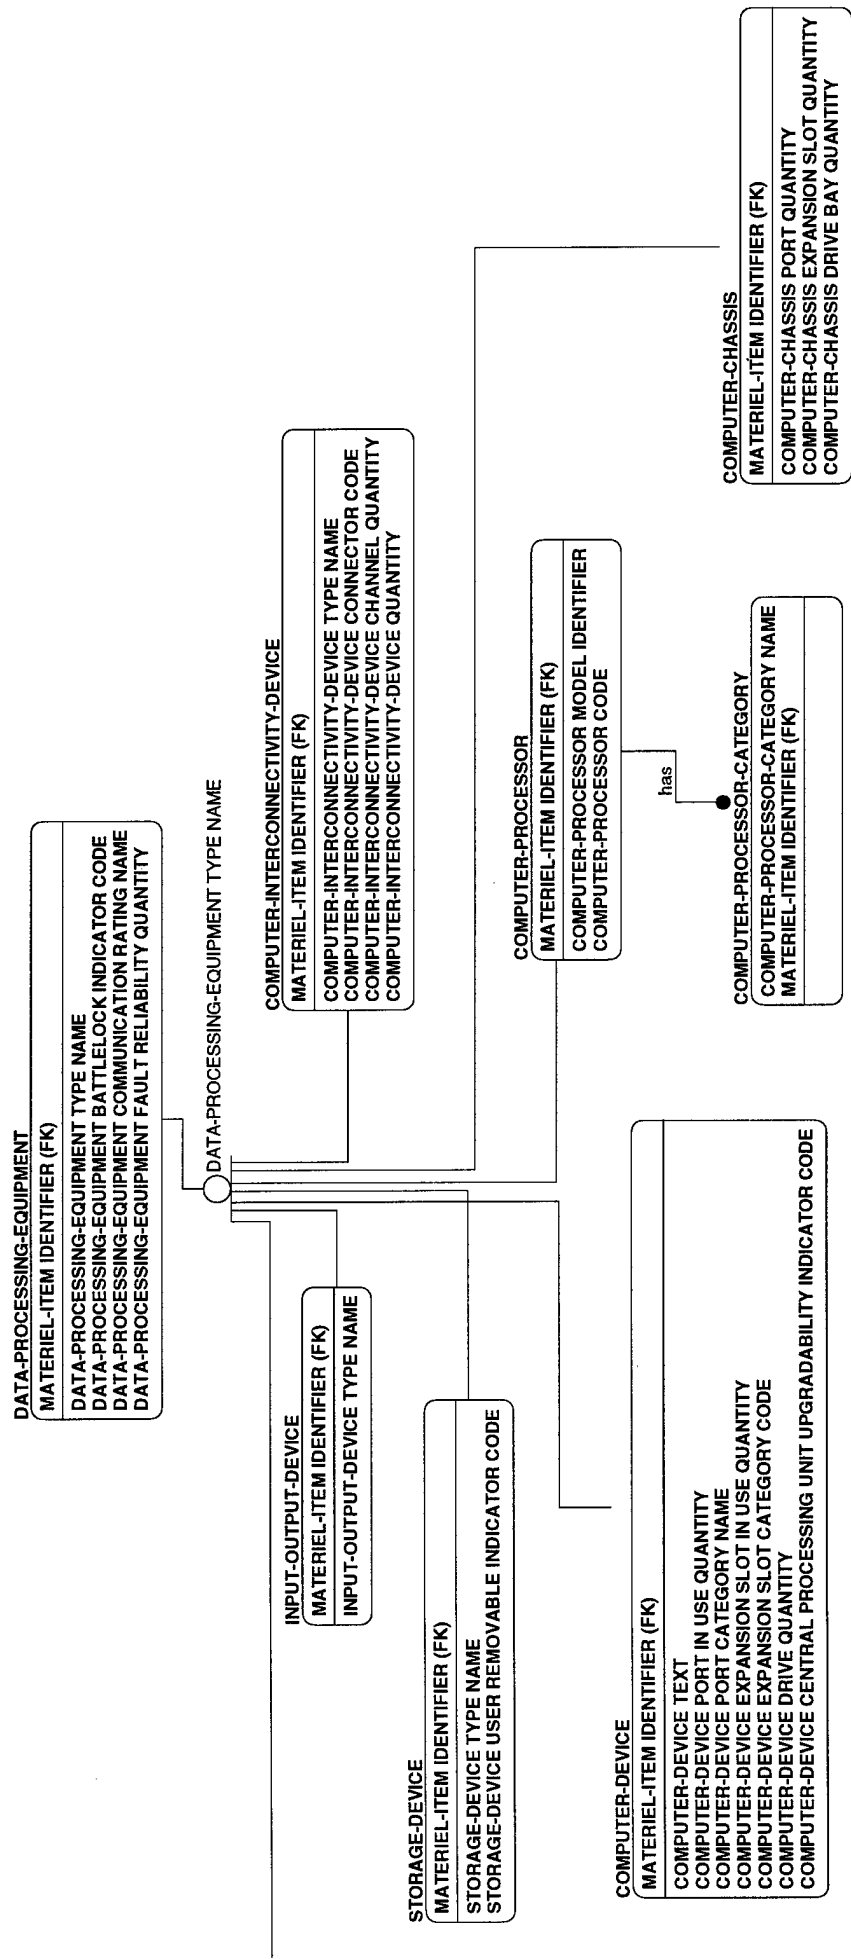 DATA-PROCESSING-EQUIPMENT
MATERIEL-ITEM IDENTIFIER (FK)
DATA-PROCESSING-EQUIPMENT TYPE NAME
DATA-PROCESSING-EQUIPMENT BATTLELOCK INDICATOR CODE
DATA-PROCESSING-EQUIPMENT COMMUNICATION RATING NAME
DATA-PROCESSING-EQUIPMENT FAULT RELIABILITY QUANTITY
DATA-PROCESSING-EQUIPMENT TYPE NAME
INPUT-OUTPUT-DEVICE
MATERIEL-ITEM IDENTIFIER (FK)
INPUT-OUTPUT-DEVICE TYPE NAME
COMPUTER-INTERCONNECTIVITY-DEVICE
MATERIEL-ITEM IDENTIFIER (FK)
COMPUTER-INTERCONNECTIVITY-DEVICE TYPE NAME
COMPUTER-INTERCONNECTIVITY-DEVICE CONNECTOR CODE
COMPUTER-INTERCONNECTIVITY-DEVICE CHANNEL QUANTITY
COMPUTER-INTERCONNECTIVITY-DEVICE QUANTITY
STORAGE-DEVICE
MATERIEL-ITEM IDENTIFIER (FK)
STORAGE-DEVICE TYPE NAME
STORAGE-DEVICE USER REMOVABLE INDICATOR CODE
COMPUTER-PROCESSOR
MATERIEL-ITEM IDENTIFIER (FK)
COMPUTER-PROCESSOR MODEL IDENTIFIER
COMPUTER-PROCESSOR CODE
has
COMPUTER-DEVICE
MATERIEL-ITEM IDENTIFIER (FK)
COMPUTER-DEVICE TEXT
COMPUTER-DEVICE PORT IN USE QUANTITY
COMPUTER-DEVICE PORT CATEGORY NAME
COMPUTER-DEVICE EXPANSION SLOT IN USE QUANTITY
COMPUTER-DEVICE EXPANSION SLOT CATEGORY CODE
COMPUTER-DEVICE DRIVE QUANTITY
COMPUTER-DEVICE CENTRAL PROCESSING UNIT UPGRADABILITY INDICATOR CODE
COMPUTER-PROCESSOR-CATEGORY
COMPUTER-PROCESSOR-CATEGORY NAME
MATERIEL-ITEM IDENTIFIER (FK)
COMPUTER-CHASSIS
MATERIEL-ITEM IDENTIFIER (FK)
COMPUTER-CHASSIS PORT QUANTITY
COMPUTER-CHASSIS EXPANSION SLOT QUANTITY
COMPUTER-CHASSIS DRIVE BAY QUANTITY